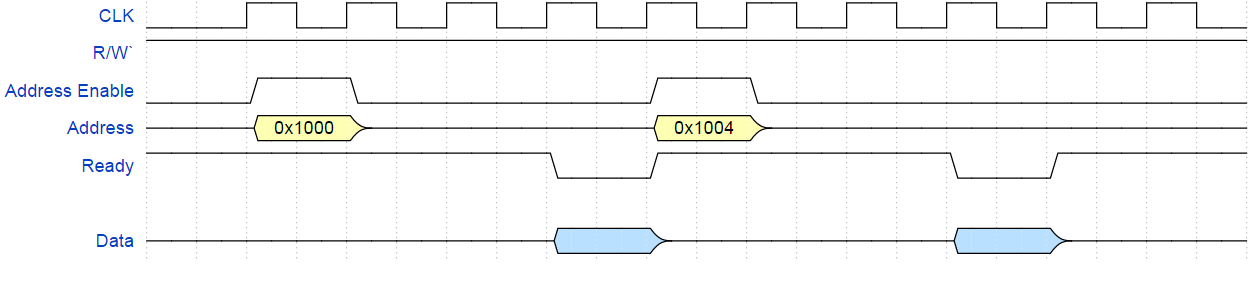 CLK
R/W`
Address Enable
Address 0x1000 0x1004
Ready
Data